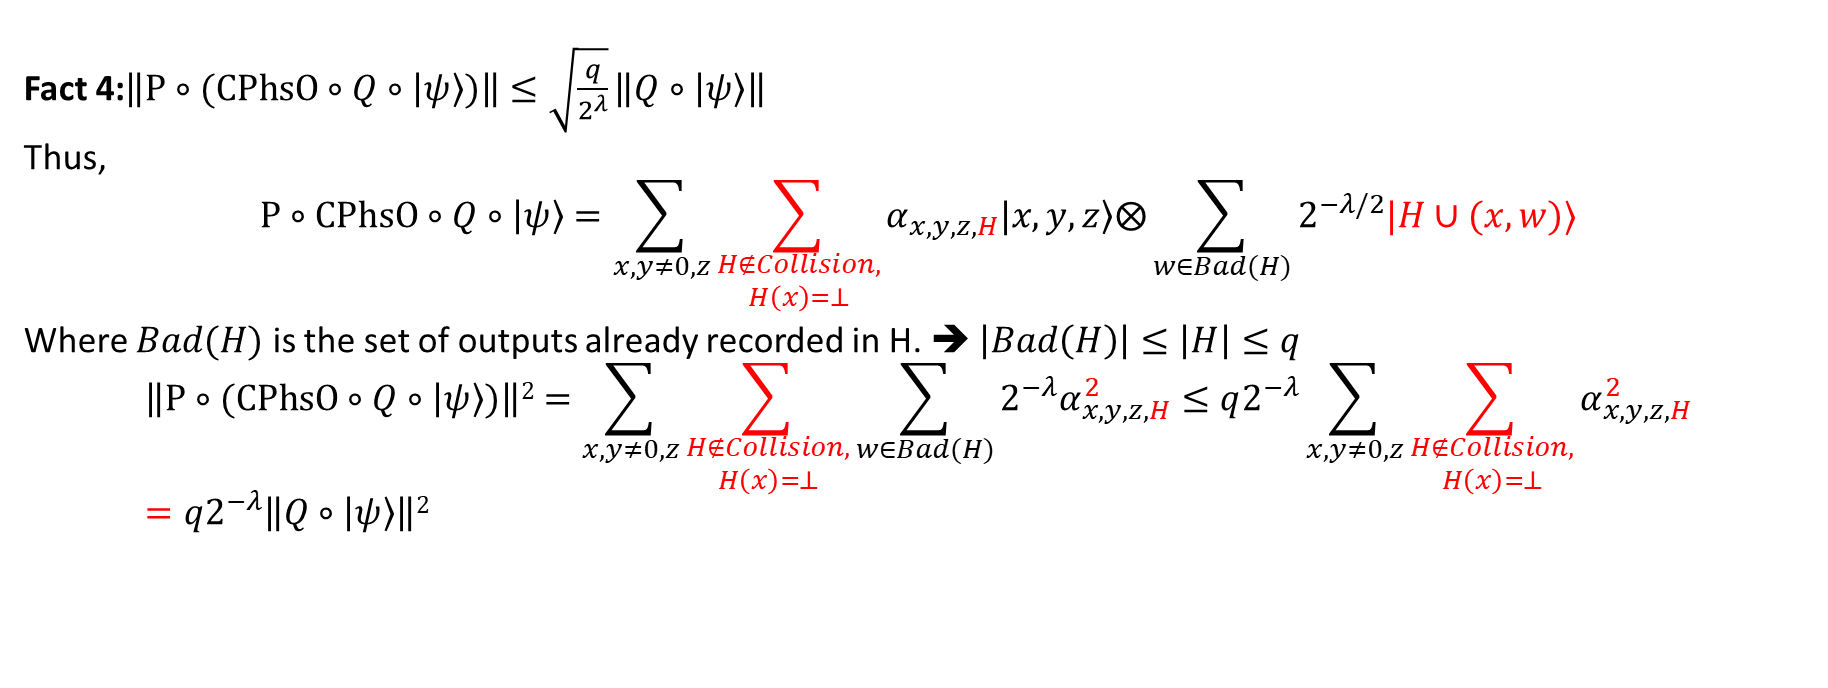 Fact 4:‖P ∘ (CPhsO ∘ Q ∘ |ψ⟩)‖ ≤ √(q/2^λ) ‖Q ∘ |ψ⟩‖
Thus,
P ∘ CPhsO ∘ Q ∘ |ψ⟩ = ∑_{x,y≠0,z} ∑_{H∉Collision, H(x)=⊥} α_{x,y,z,H}|x, y, z⟩⊗ ∑_{w∈Bad(H)} 2^{−λ/2}|H ∪ (x, w)⟩
Where Bad(H) is the set of outputs already recorded in H. ➔ |Bad(H)| ≤ |H| ≤ q
‖P ∘ (CPhsO ∘ Q ∘ |ψ⟩)‖² = ∑_{x,y≠0,z} ∑_{H∉Collision, H(x)=⊥} ∑_{w∈Bad(H)} 2^{−λ}α²_{x,y,z,H} ≤ q2^{−λ} ∑_{x,y≠0,z} ∑_{H∉Collision, H(x)=⊥} α²_{x,y,z,H}
= q2^{−λ}‖Q ∘ |ψ⟩‖²